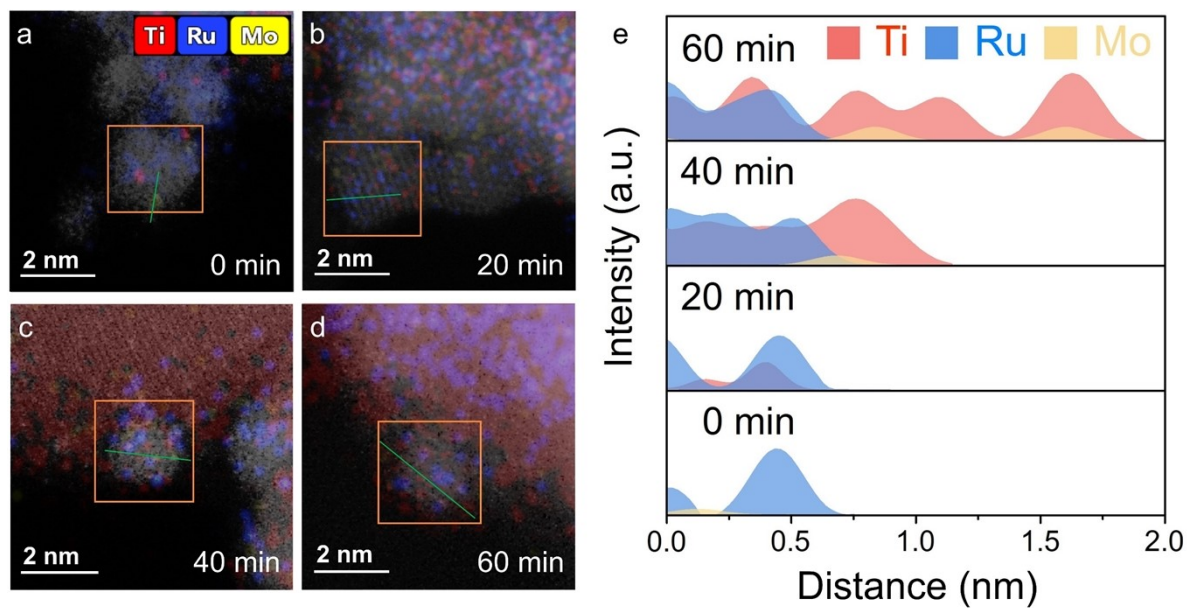 a
Ti Ru Mo
2 nm
0 min
b
2 nm
20 min
c
2 nm
40 min
d
2 nm
60 min
e
60 min
Ti Ru Mo
40 min
20 min
0 min
Intensity (a.u.)
0.0 0.5 1.0 1.5 2.0
Distance (nm)